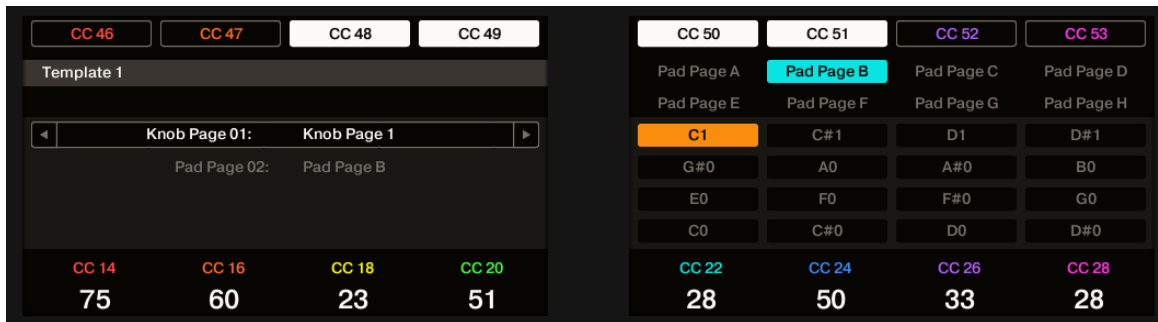 CC 46 CC 47 CC 48 CC 49
Template 1
Knob Page 01: Knob Page 1
Pad Page 02: Pad Page B
CC 14 CC 16 CC 18 CC 20
75 60 23 51
CC 50 CC 51 CC 52 CC 53
Pad Page A Pad Page B Pad Page C Pad Page D
Pad Page E Pad Page F Pad Page G Pad Page H
C1 C#1 D1 D#1
G#0 A0 A#0 B0
E0 F0 F#0 G0
C0 C#0 D0 D#0
CC 22 CC 24 CC 26 CC 28
28 50 33 28